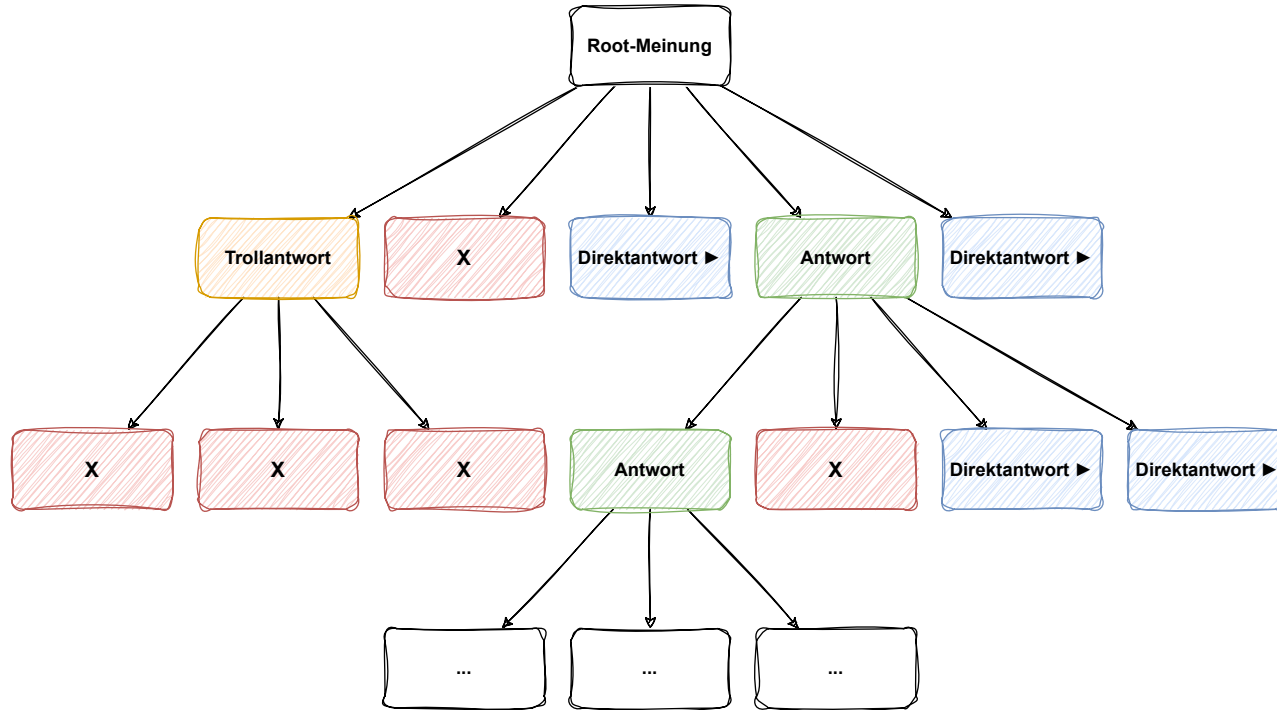 Root-Meinung
Trollantwort
X
Direktantwort ►
Antwort
Direktantwort ►
X
X
X
Antwort
X
Direktantwort ►
Direktantwort ►
...
...
...